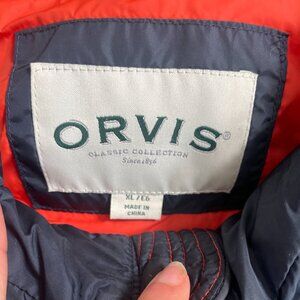 ORVIS®
CLASSIC COLLECTION
Since 1856
XL/EG
MADE IN
CHINA